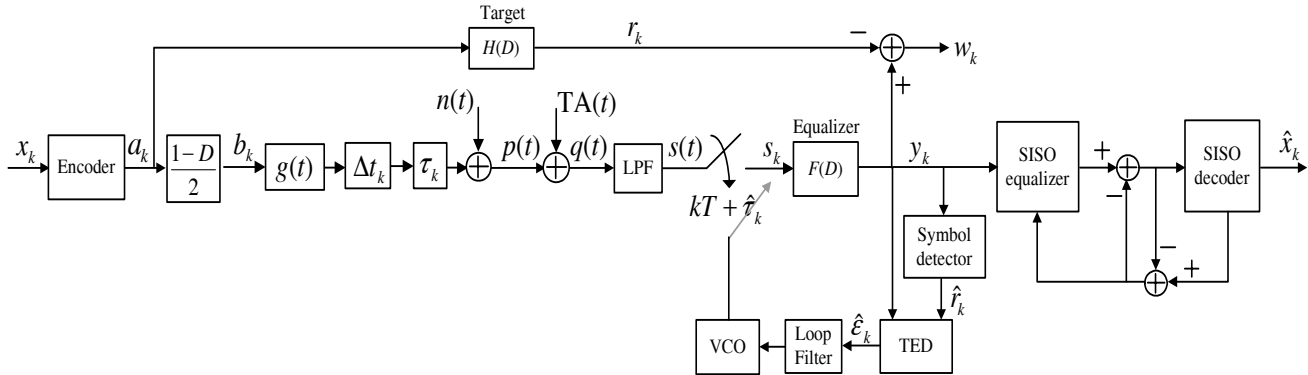 Target
H(D)
r_k
−
w_k
+
n(t)
TA(t)
x_k
Encoder
a_k
1−D
2
b_k
g(t)
Δt_k
τ_k
p(t)
q(t)
LPF
s(t)
kT + τ̂_k
s_k
Equalizer
F(D)
y_k
SISO
equalizer
+
−
SISO
decoder
x̂_k
−
+
Symbol
detector
r̂_k
VCO
Loop
Filter
ε̂_k
TED